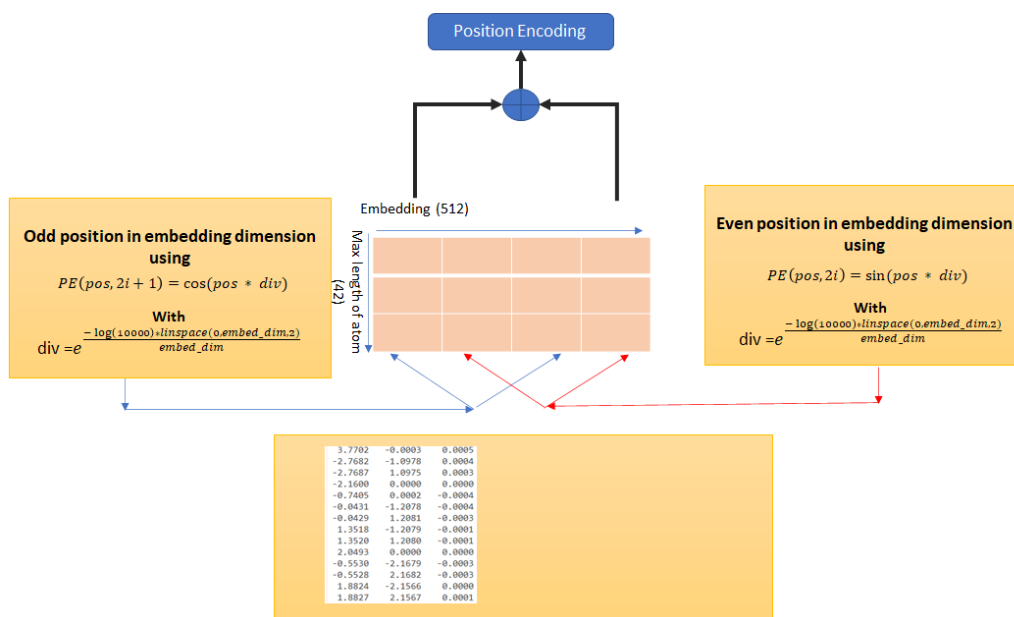 Position Encoding
Embedding (512)
Max length of atom
(42)
Odd position in embedding dimension
using
PE(pos, 2i + 1) = cos(pos * div)
With
div =e^{\frac{-log(10000)*linspace(0,embed_dim,2)}{embed_dim}}
Even position in embedding dimension
using
PE(pos, 2i) = sin(pos * div)
With
div =e^{\frac{-log(10000)*linspace(0,embed_dim,2)}{embed_dim}}
3.7702 -0.0003 0.0005
-2.7682 -1.0978 0.0004
-2.7687 1.0975 0.0003
-2.1600 0.0000 0.0000
-0.7405 0.0002 -0.0004
-0.0431 -1.2078 -0.0004
-0.0429 1.2081 -0.0003
1.3518 -1.2079 -0.0001
1.3520 1.2080 -0.0001
2.0493 0.0000 0.0000
-0.5530 -2.1679 -0.0003
-0.5528 2.1682 -0.0003
1.8824 -2.1566 0.0000
1.8827 2.1567 0.0001